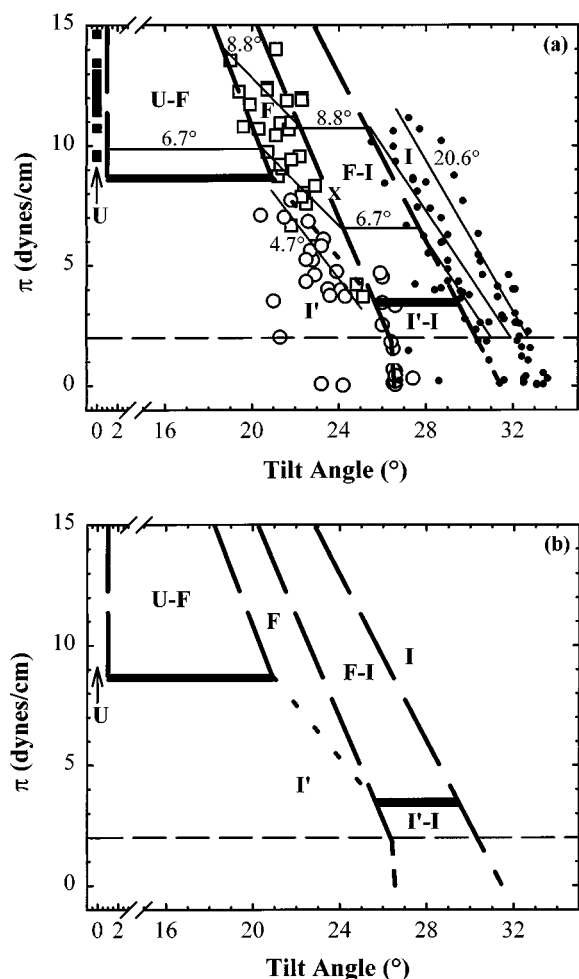 (a)
15
10
5
0
π (dynes/cm)
U-F
F
8.8°
8.8°
6.7°
6.7°
F-I
I
20.6°
X
U
4.7°
I'
I'-I
0 2 20 24 28 32
Tilt Angle (°)
(b)
15
10
5
0
π (dynes/cm)
U-F
F
F-I
I
U
I'
I'-I
0 2 20 24 28 32
Tilt Angle (°)